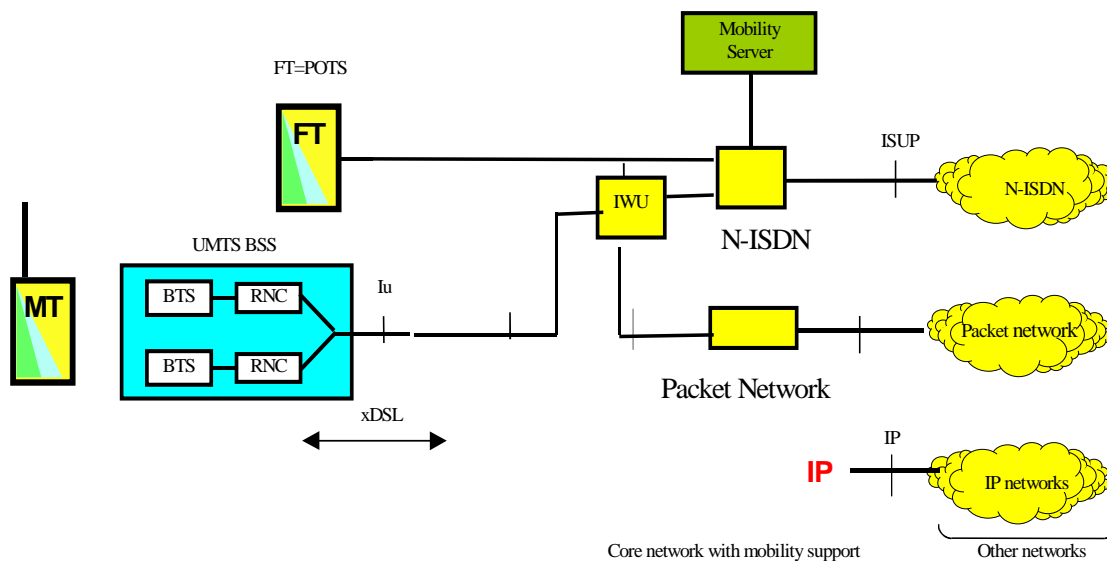 Mobility
Server
FT=POTS
FT
ISUP
N-ISDN
IWU
N-ISDN
UMTS BSS
MT
BTS
RNC
Iu
BTS
RNC
Packet network
Packet Network
xDSL
IP
IP
IP networks
Core network with mobility support
Other networks